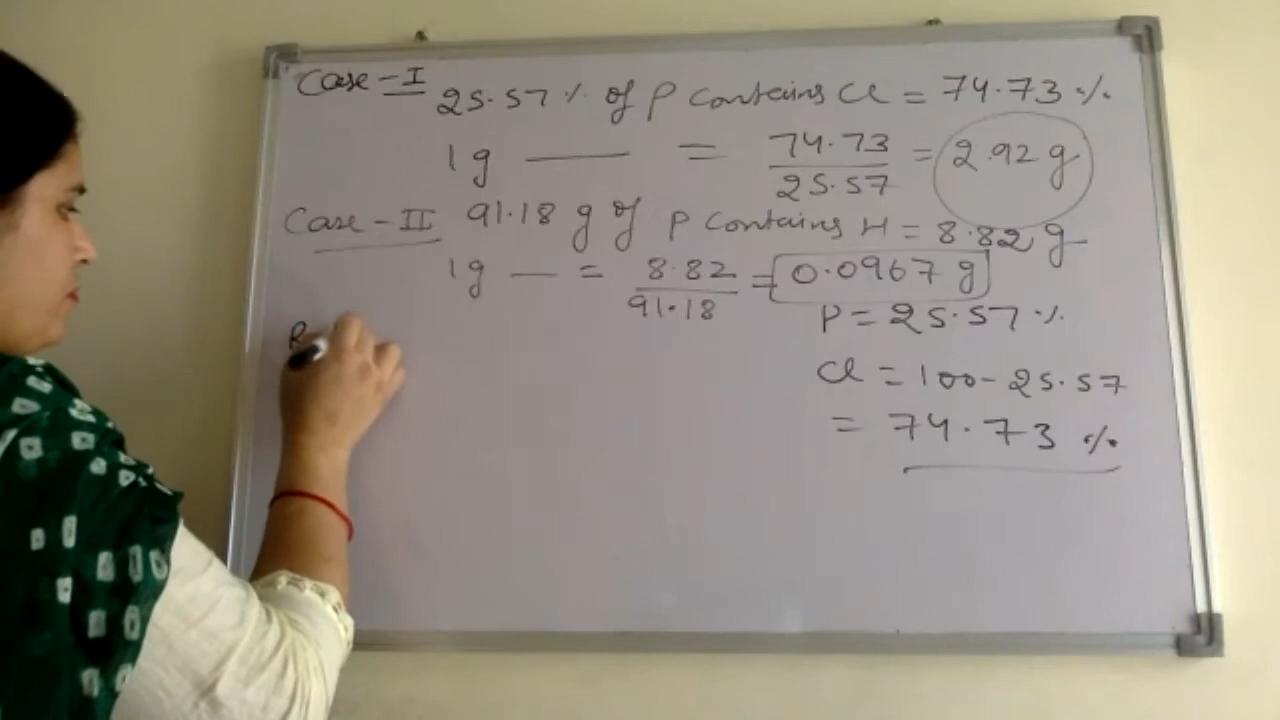 Case-I 25.57 % of P contains Cl = 74.73 %
1g —— = 74.73/25.57 = 2.92 g
Case-II 91.18 g of P contains H = 8.82 g
1g — = 8.82/91.18 = 0.0967 g
P = 25.57 %
Cl = 100-25.57
= 74.73 %
R